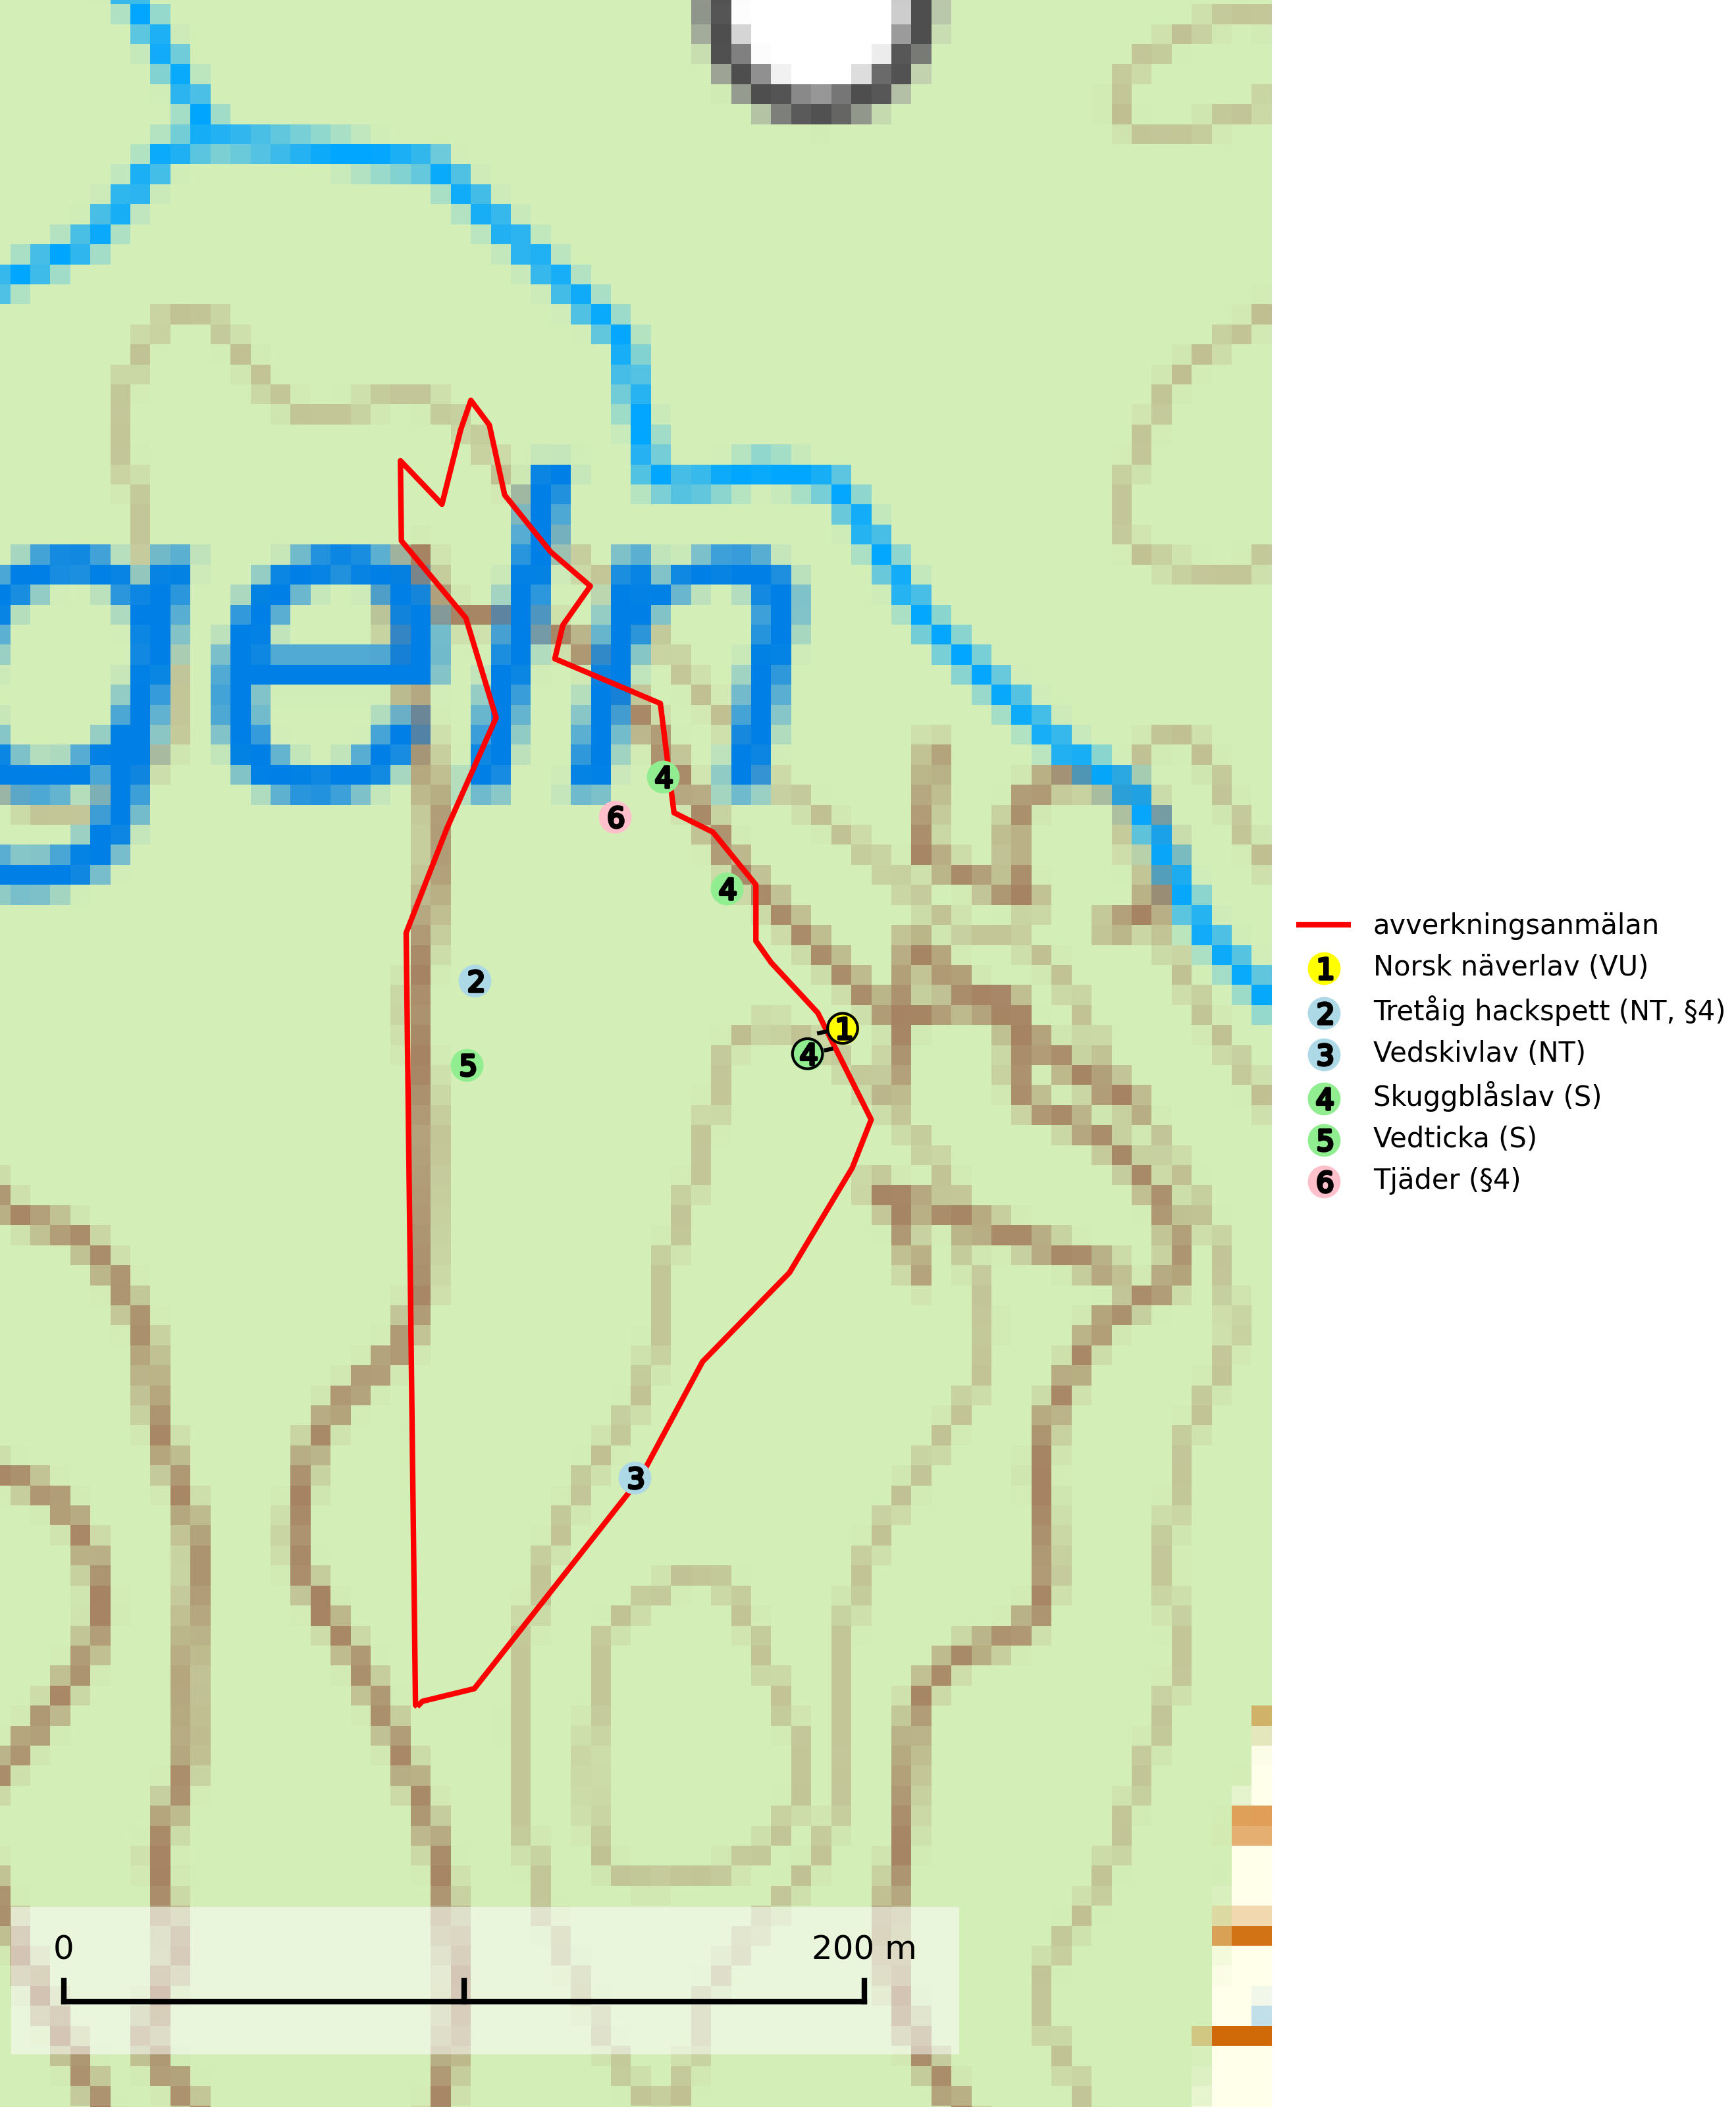 geln
4
6
4
2
1
4
5
3
0 200 m
avverkningsanmälan
1 Norsk näverlav (VU)
2 Tretåig hackspett (NT, §4)
3 Vedskivlav (NT)
4 Skuggblåslav (S)
5 Vedticka (S)
6 Tjäder (§4)